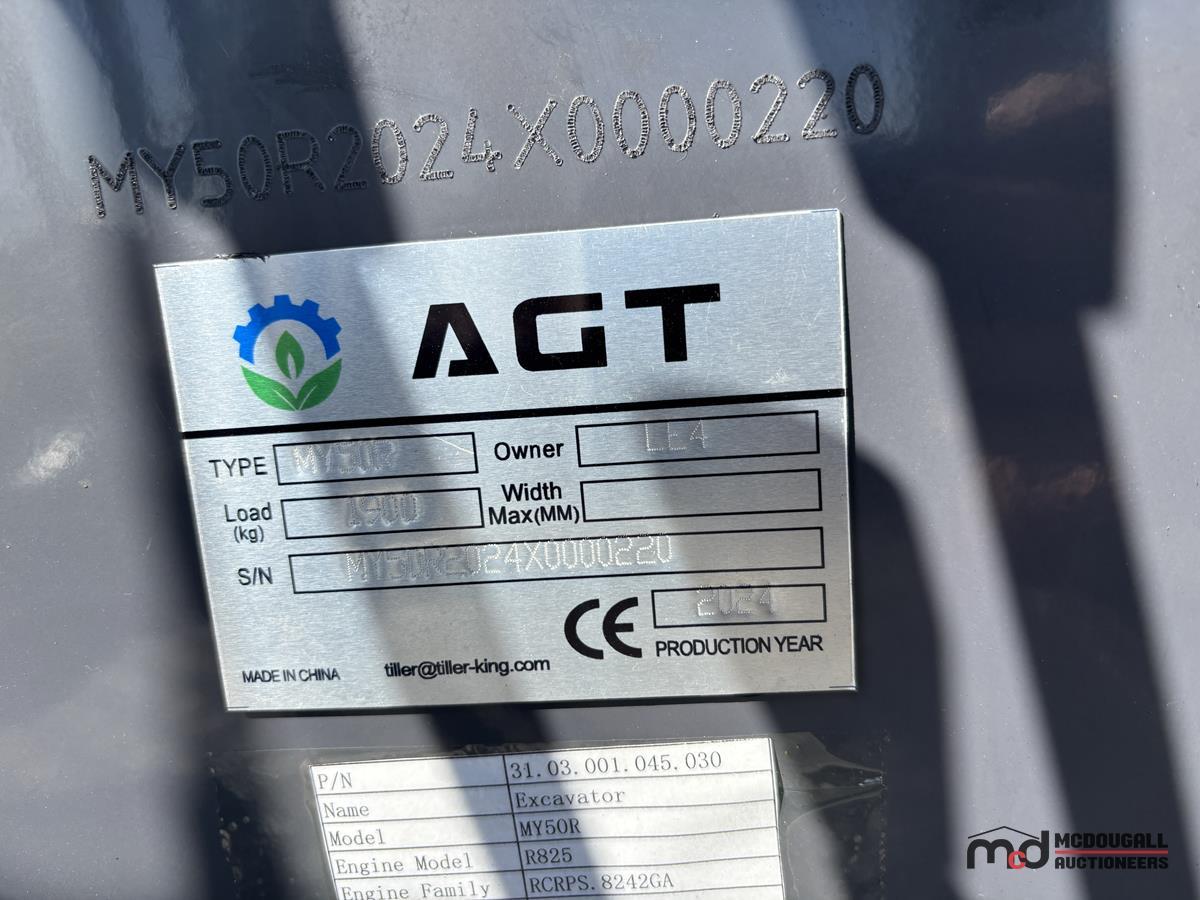 MY50R2024X0000220
AGT
TYPE MY50R Owner LE4
Load (kg) 1900 Width Max(MM)
S/N MY50R2024X0000220
CE 2024
PRODUCTION YEAR
MADE IN CHINA tiller@tiller-king.com
P/N 31.03.001.045.030
Name Excavator
Model MY50R
Engine Model R825
Engine Family RCRPS.8242GA
mcd MCDOUGALL
AUCTIONEERS